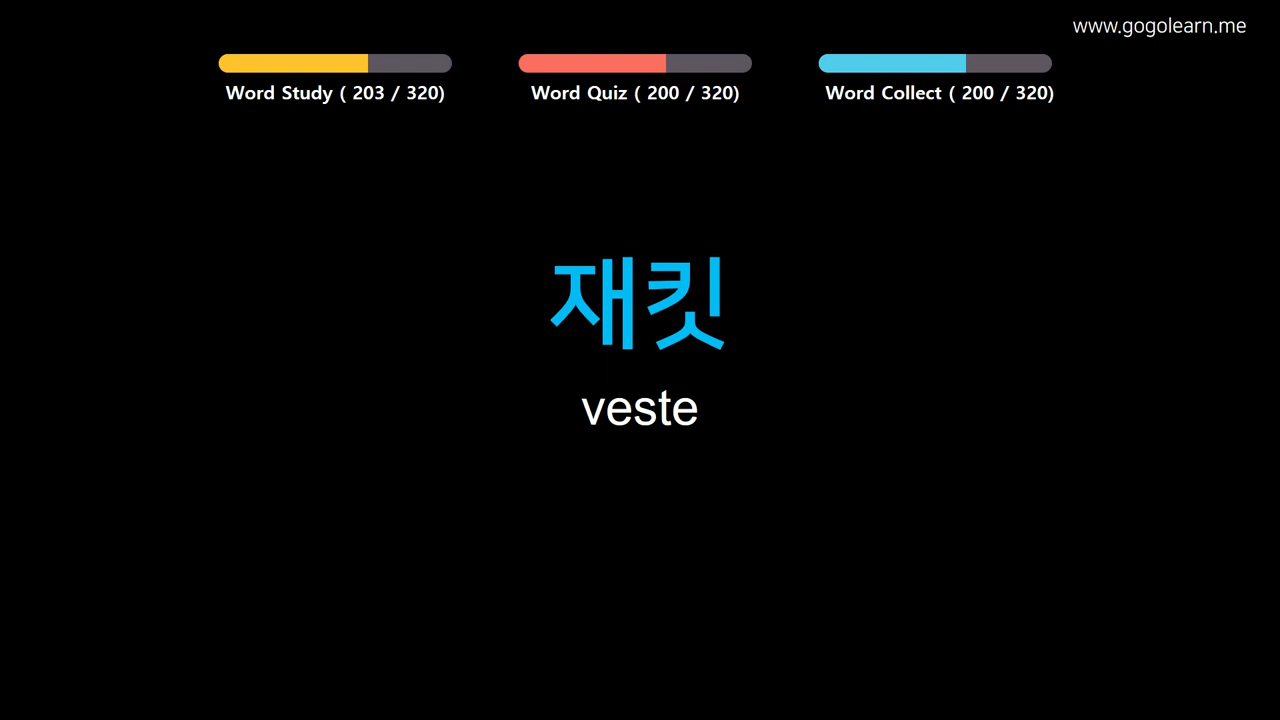 www.gogolearn.me
Word Study ( 203 / 320)
Word Quiz ( 200 / 320)
Word Collect ( 200 / 320)
재킷
veste